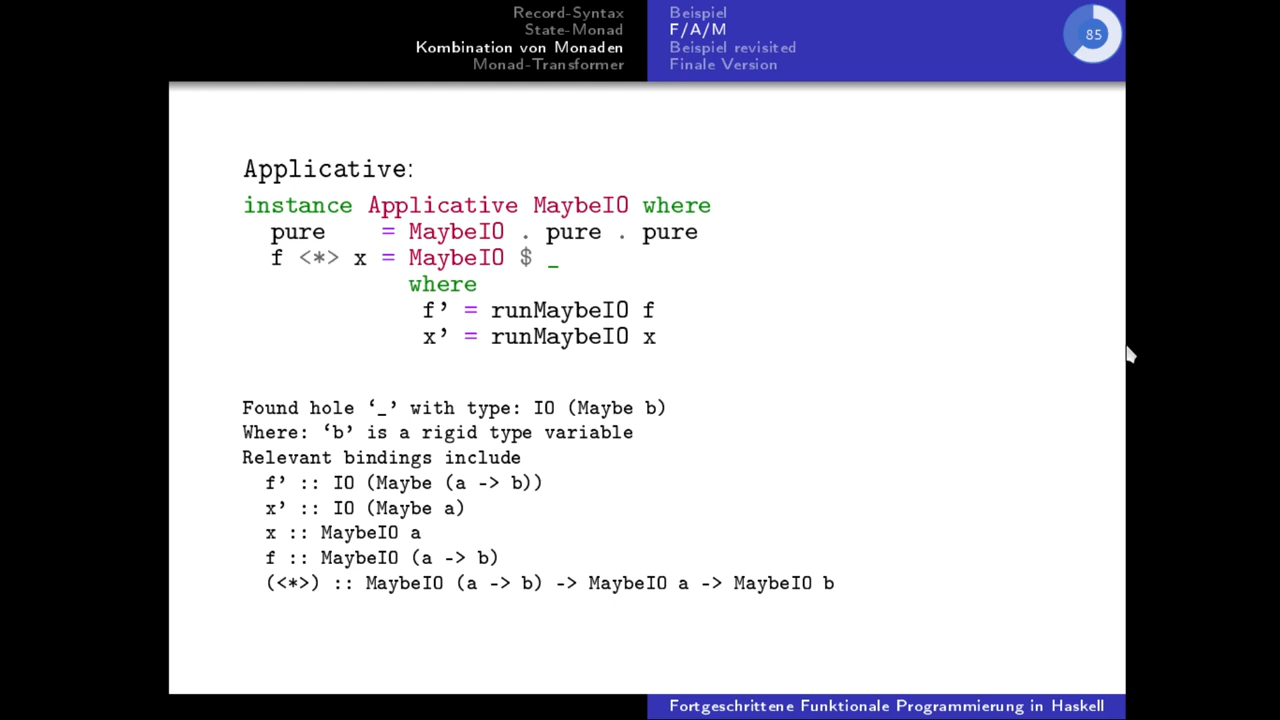 Record-Syntax
State-Monad
Kombination von Monaden
Monad-Transformer
Beispiel
F/A/M
Beispiel revisited
Finale Version
85
Applicative:
instance Applicative MaybeIO where
  pure    = MaybeIO . pure . pure
  f <*> x = MaybeIO $ _
            where
             f’ = runMaybeIO f
             x’ = runMaybeIO x
Found hole ‘_’ with type: IO (Maybe b)
Where: ‘b’ is a rigid type variable
Relevant bindings include
  f’ :: IO (Maybe (a -> b))
  x’ :: IO (Maybe a)
  x :: MaybeIO a
  f :: MaybeIO (a -> b)
  (<*>) :: MaybeIO (a -> b) -> MaybeIO a -> MaybeIO b
Fortgeschrittene Funktionale Programmierung in Haskell